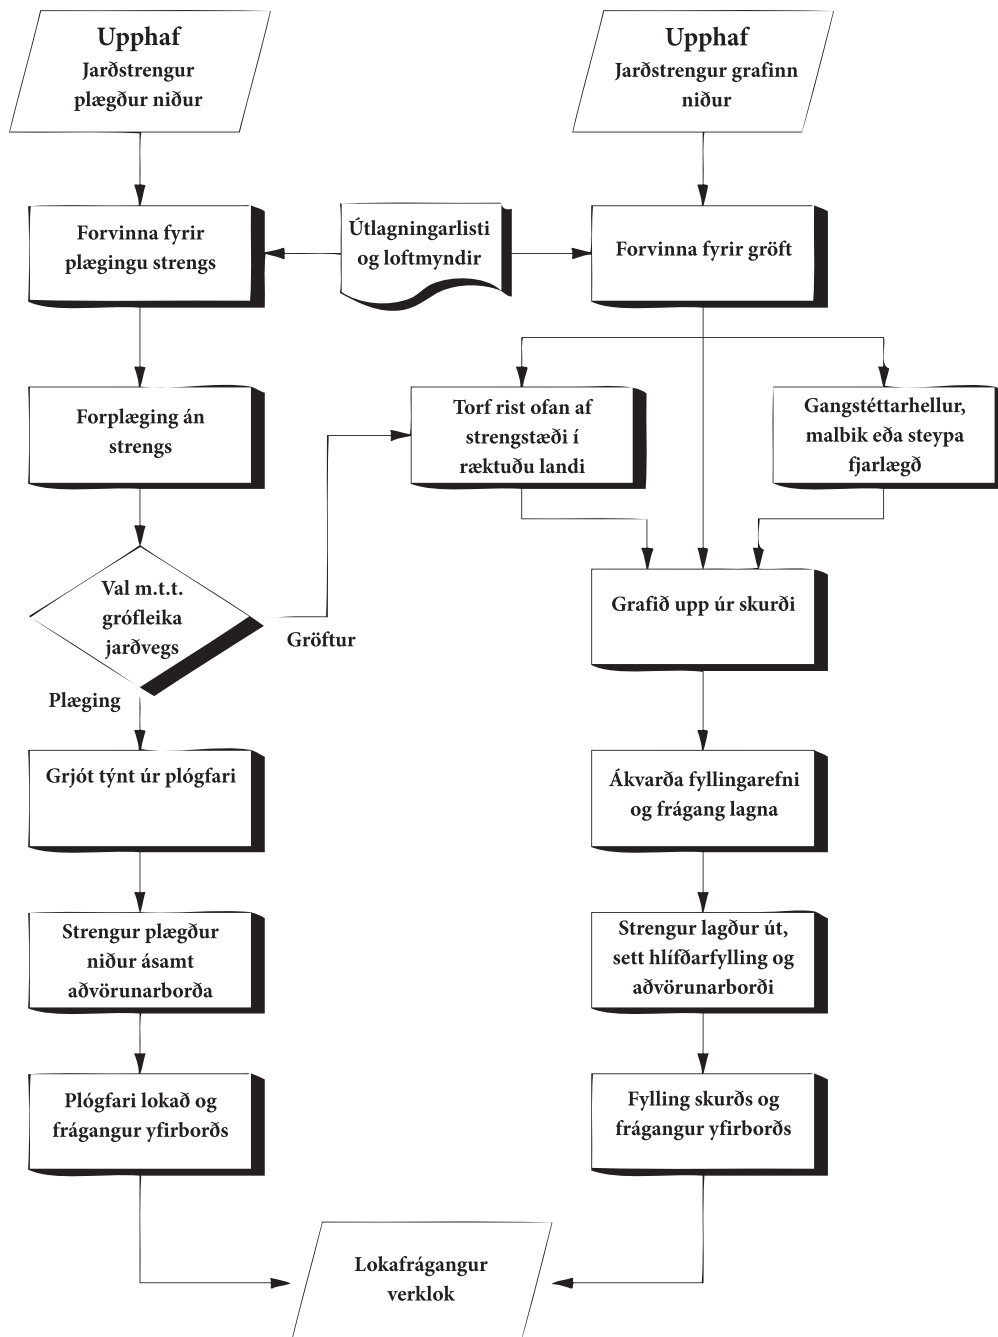 Upphaf
Jarðstrengur
plægður niður
Upphaf
Jarðstrengur grafinn
niður
Forvinna fyrir
plægingu strengs
Útlagningarlisti
og loftmyndir
Forvinna fyrir gröft
Forplæging án
strengs
Torf rist ofan af
strengstæði í
ræktuðu landi
Gangstéttarhellur,
malbik eða steypa
fjarlægð
Val m.t.t.
grófleika
jarðvegs
Gröftur
Plæging
Grafið upp úr skurði
Grjót týnt úr plógfari
Ákvarða fyllingarefni
og frágang lagna
Strengur plægður
niður ásamt
aðvörunarborða
Strengur lagður út,
sett hlífðarfylling og
aðvörunarborði
Plógfari lokað og
frágangur yfirborðs
Fylling skurðs og
frágangur yfirborðs
Lokafrágangur
verklok